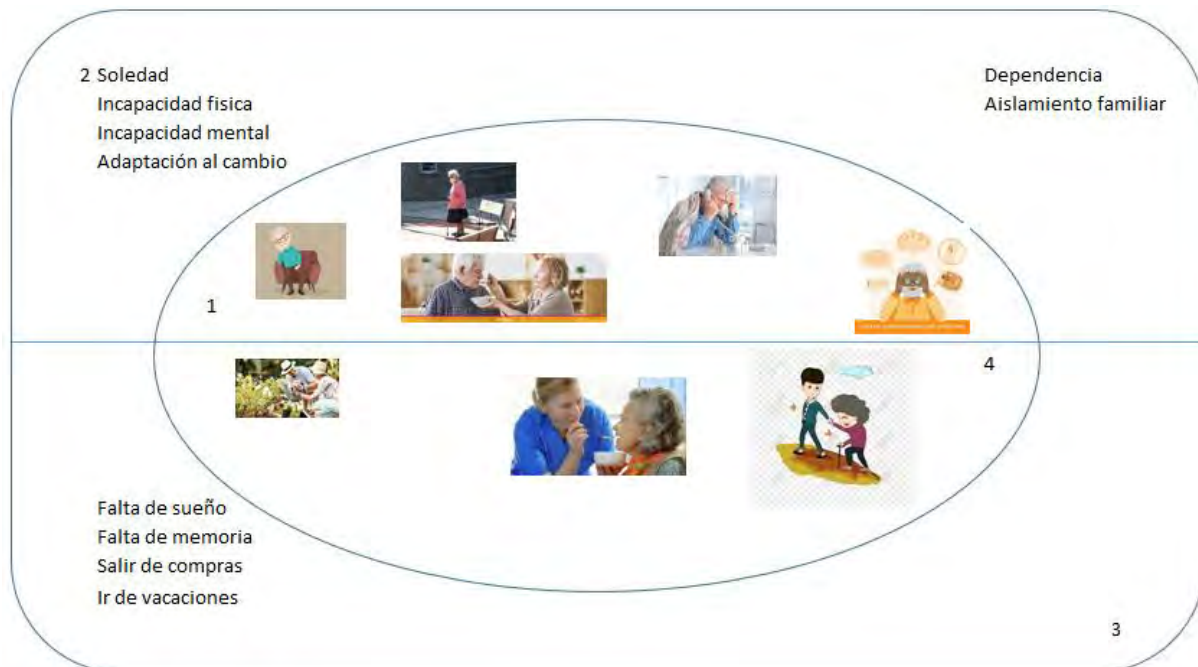 2 Soledad
Incapacidad fisica
Incapacidad mental
Adaptación al cambio
Dependencia
Aislamiento familiar
1
4
Falta de sueño
Falta de memoria
Salir de compras
Ir de vacaciones
3